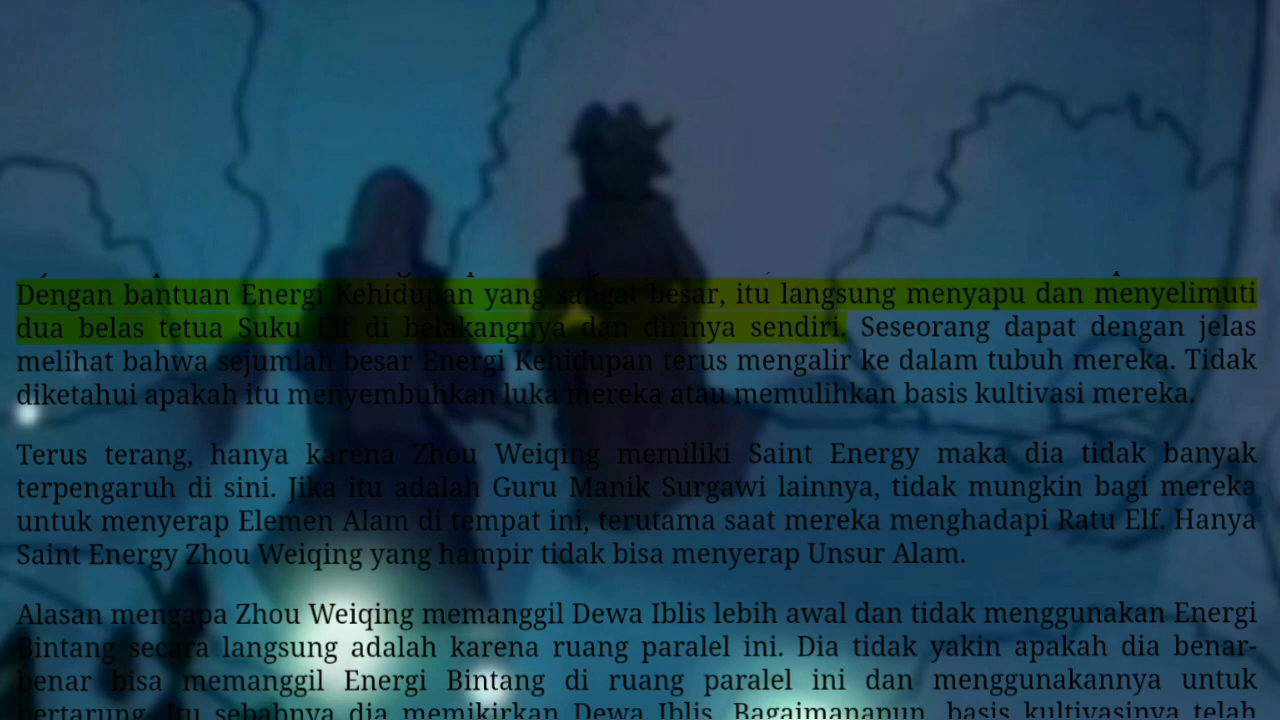 Dengan bantuan Energi Kehidupan yang sangat besar, itu langsung menyapu dan menyelimuti
dua belas tetua Suku Elf di belakangnya dan dirinya sendiri. Seseorang dapat dengan jelas
melihat bahwa sejumlah besar Energi Kehidupan terus mengalir ke dalam tubuh mereka. Tidak
diketahui apakah itu menyembuhkan luka mereka atau memulihkan basis kultivasi mereka.
Terus terang, hanya karena Zhou Weiqing memiliki Saint Energy maka dia tidak banyak
terpengaruh di sini. Jika itu adalah Guru Manik Surgawi lainnya, tidak mungkin bagi mereka
untuk menyerap Elemen Alam di tempat ini, terutama saat mereka menghadapi Ratu Elf. Hanya
Saint Energy Zhou Weiqing yang hampir tidak bisa menyerap Unsur Alam.
Alasan mengapa Zhou Weiqing memanggil Dewa Iblis lebih awal dan tidak menggunakan Energi
Bintang secara langsung adalah karena ruang paralel ini. Dia tidak yakin apakah dia benar-
benar bisa memanggil Energi Bintang di ruang paralel ini dan menggunakannya untuk
bertarung. Itu sebabnya dia memikirkan Dewa Iblis. Bagaimanapun, basis kultivasinya telah